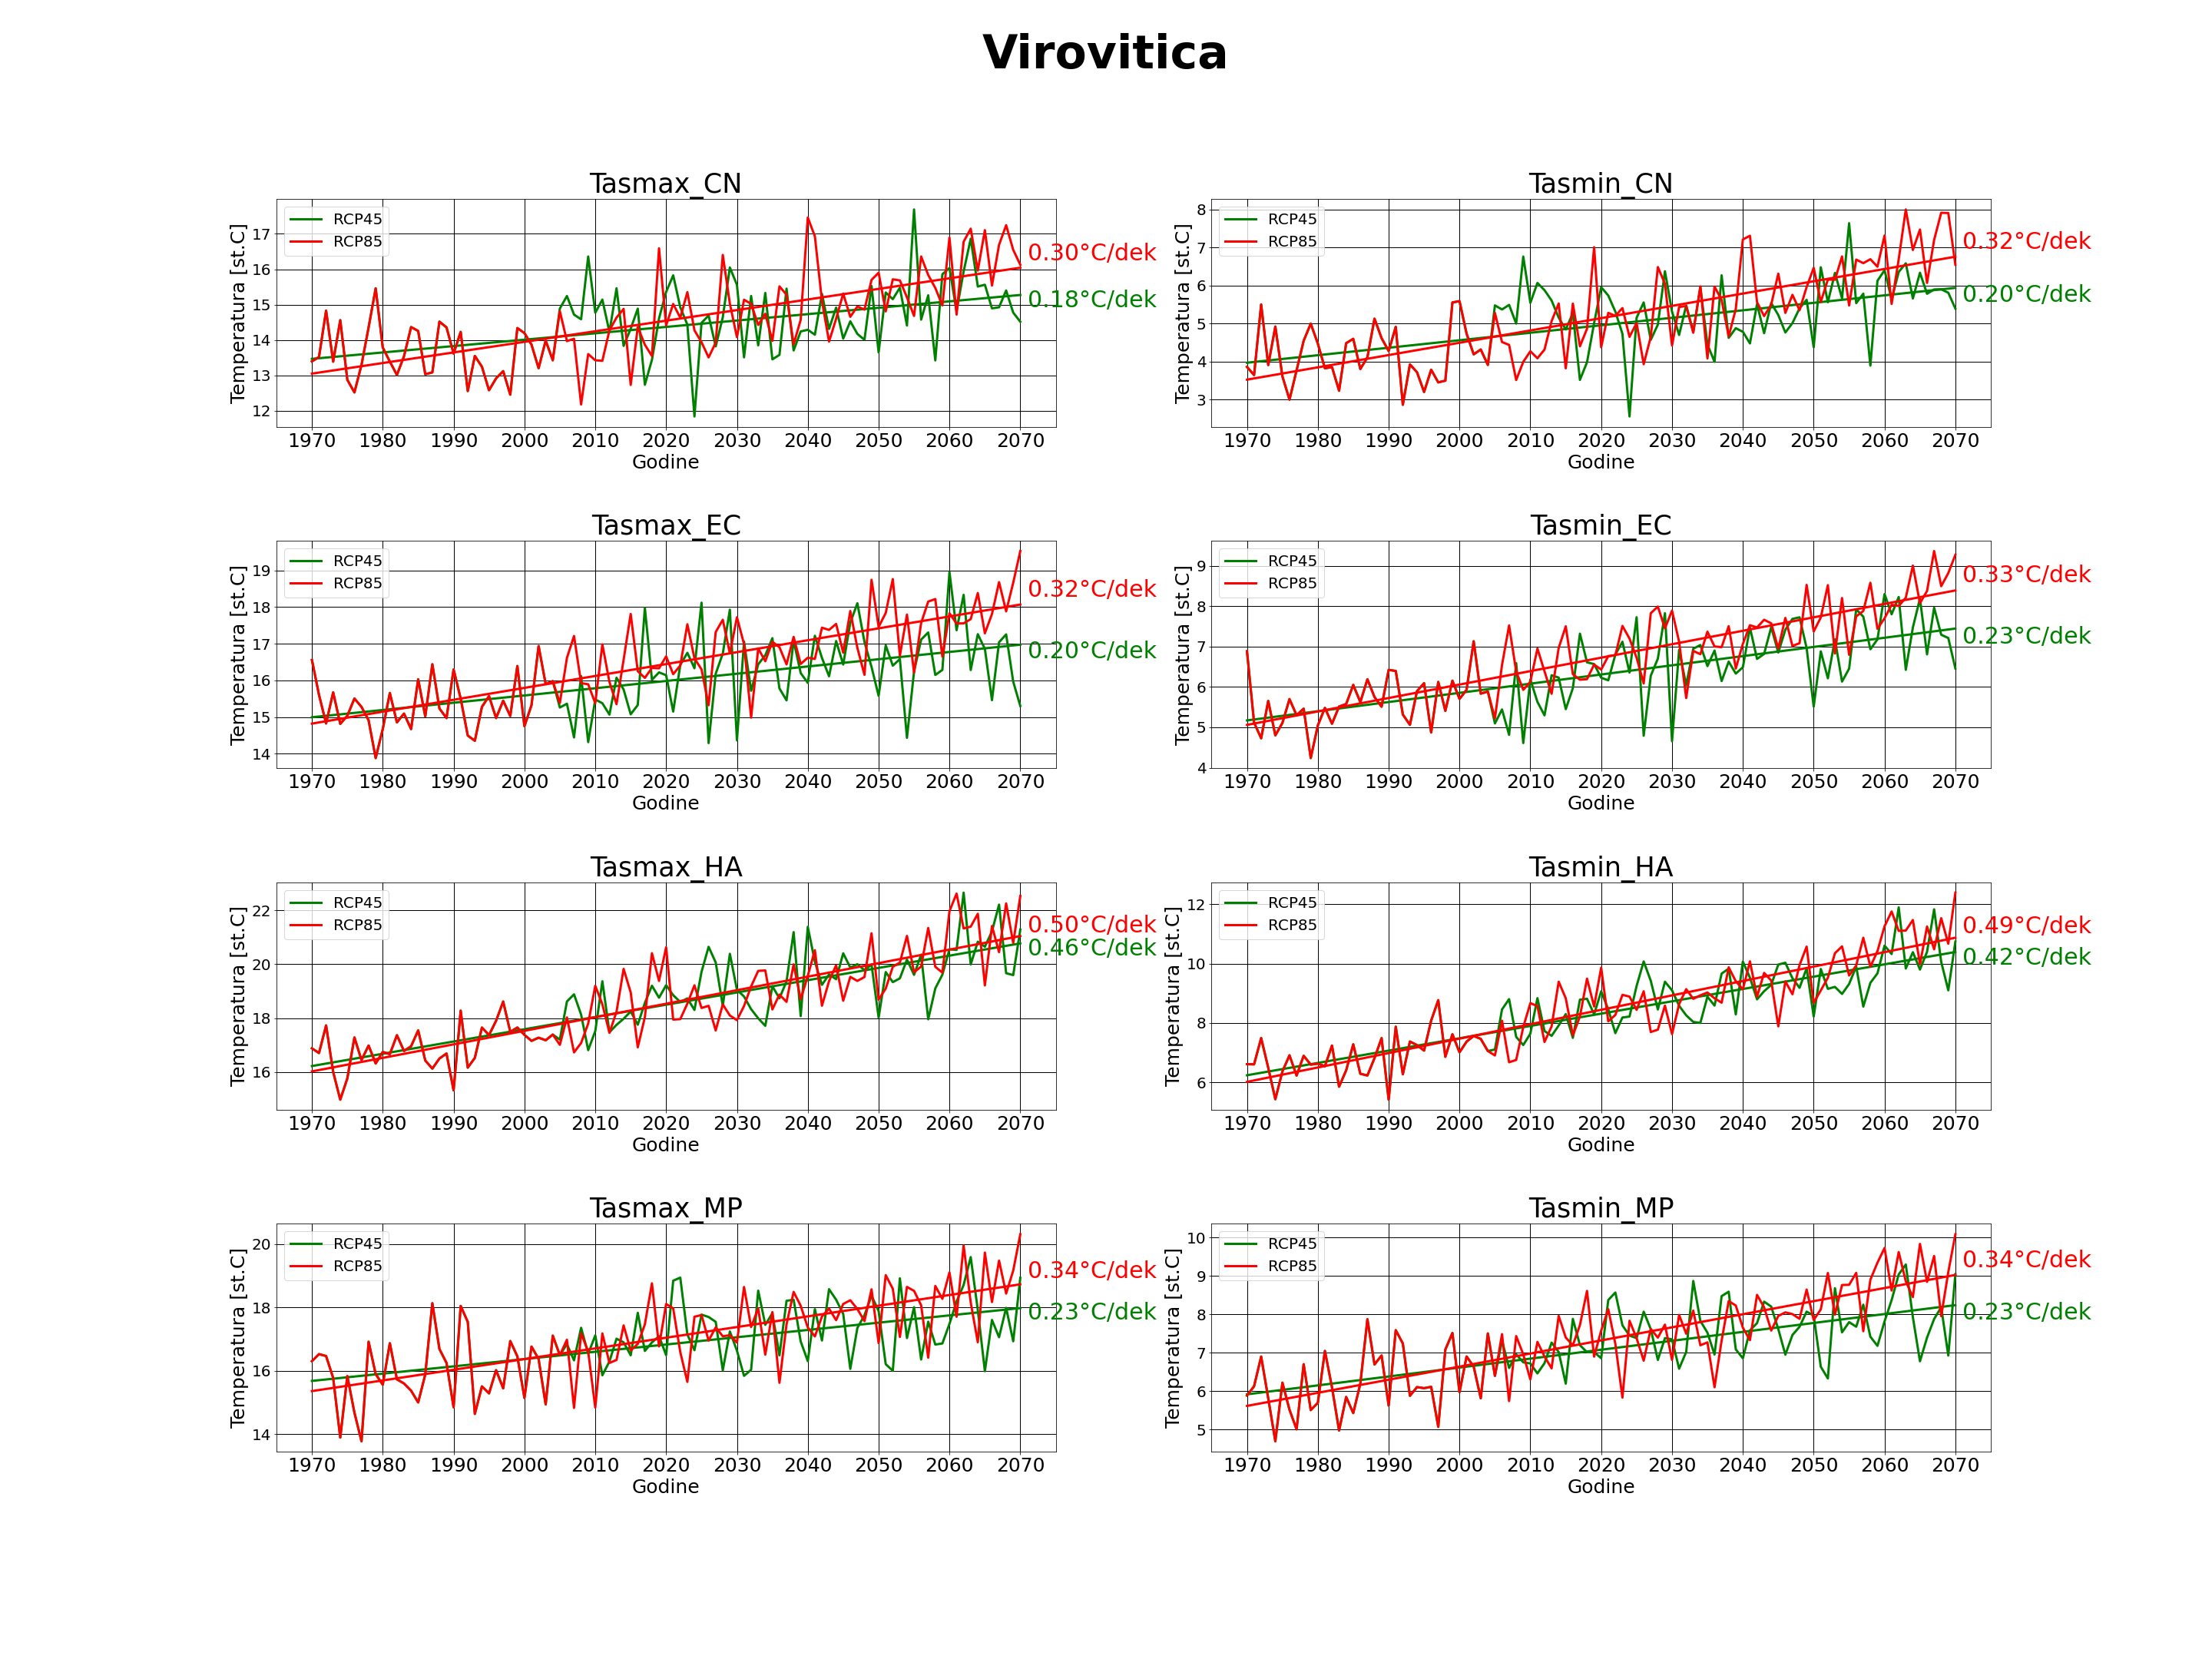 Virovitica
Tasmax_CN
Temperatura [st.C]
17
16
15
14
13
12
RCP45
RCP85
0.30°C/dek
0.18°C/dek
1970 1980 1990 2000 2010 2020 2030 2040 2050 2060 2070
Godine
Tasmin_CN
Temperatura [st.C]
8
7
6
5
4
3
RCP45
RCP85
0.32°C/dek
0.20°C/dek
1970 1980 1990 2000 2010 2020 2030 2040 2050 2060 2070
Godine
Tasmax_EC
Temperatura [st.C]
19
18
17
16
15
14
RCP45
RCP85
0.32°C/dek
0.20°C/dek
1970 1980 1990 2000 2010 2020 2030 2040 2050 2060 2070
Godine
Tasmin_EC
Temperatura [st.C]
9
8
7
6
5
4
RCP45
RCP85
0.33°C/dek
0.23°C/dek
1970 1980 1990 2000 2010 2020 2030 2040 2050 2060 2070
Godine
Tasmax_HA
Temperatura [st.C]
22
20
18
16
RCP45
RCP85
0.50°C/dek
0.46°C/dek
1970 1980 1990 2000 2010 2020 2030 2040 2050 2060 2070
Godine
Tasmin_HA
Temperatura [st.C]
12
10
8
6
RCP45
RCP85
0.49°C/dek
0.42°C/dek
1970 1980 1990 2000 2010 2020 2030 2040 2050 2060 2070
Godine
Tasmax_MP
Temperatura [st.C]
20
18
16
14
RCP45
RCP85
0.34°C/dek
0.23°C/dek
1970 1980 1990 2000 2010 2020 2030 2040 2050 2060 2070
Godine
Tasmin_MP
Temperatura [st.C]
10
9
8
7
6
5
RCP45
RCP85
0.34°C/dek
0.23°C/dek
1970 1980 1990 2000 2010 2020 2030 2040 2050 2060 2070
Godine